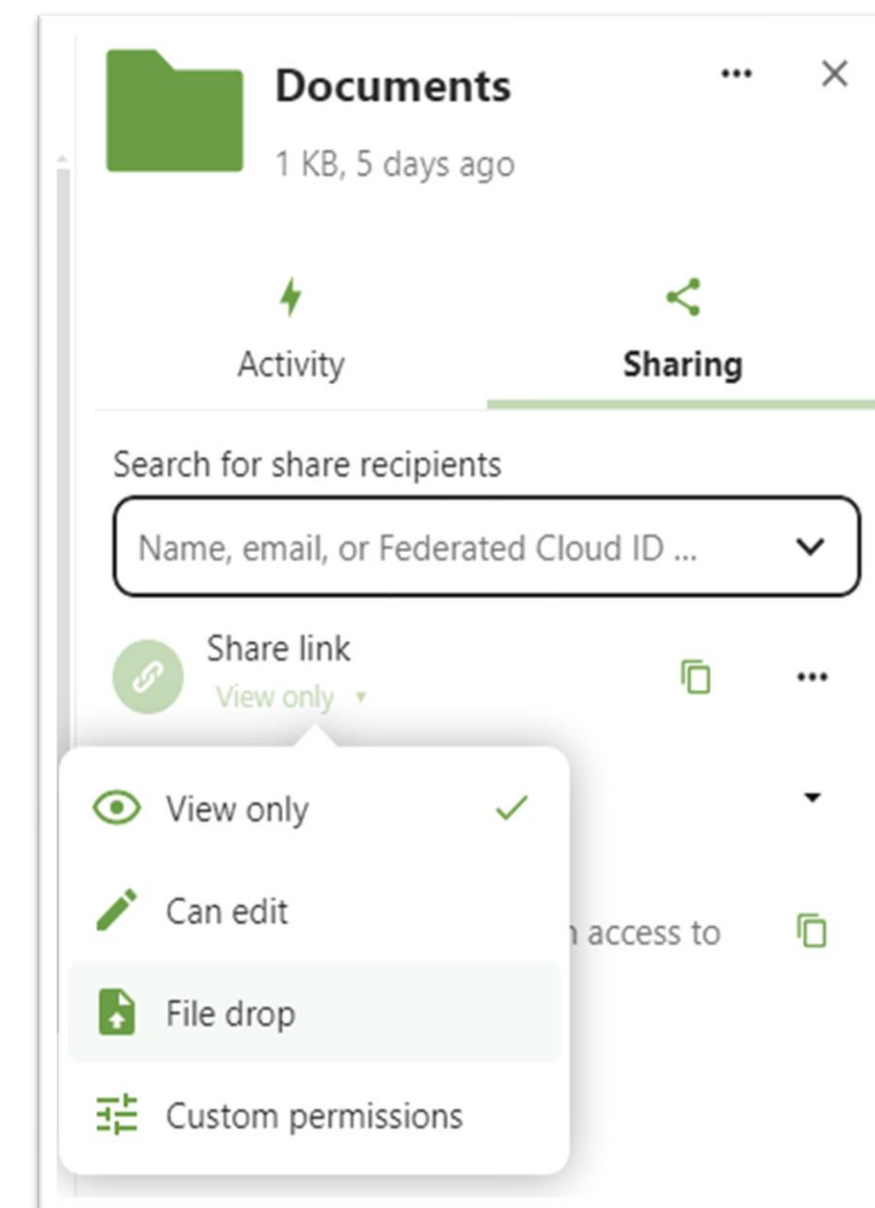 Documents
1 KB, 5 days ago
Activity
Sharing
Search for share recipients
Name, email, or Federated Cloud ID ...
Share link
View only
View only
Can edit
access to
File drop
Custom permissions